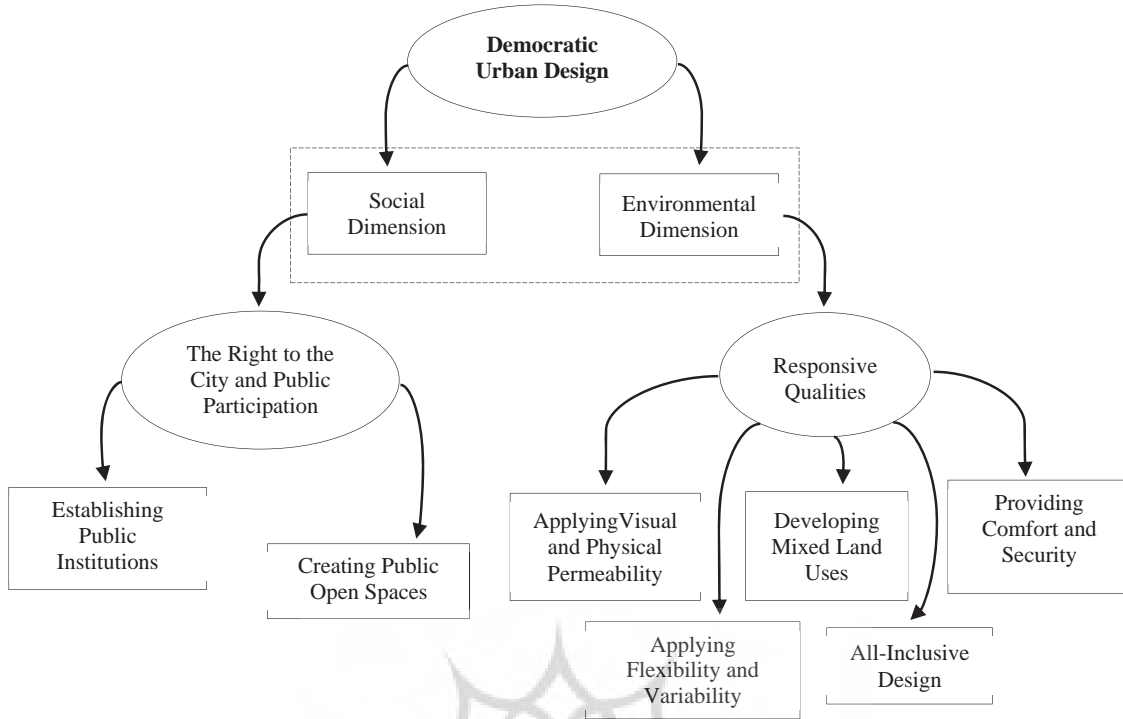 Democratic
Urban Design
Social
Dimension
Environmental
Dimension
The Right to the
City and Public
Participation
Responsive
Qualities
Establishing
Public
Institutions
Creating Public
Open Spaces
ApplyingVisual
and Physical
Permeability
Developing
Mixed Land
Uses
Providing
Comfort and
Security
Applying
Flexibility and
Variability
All-Inclusive
Design